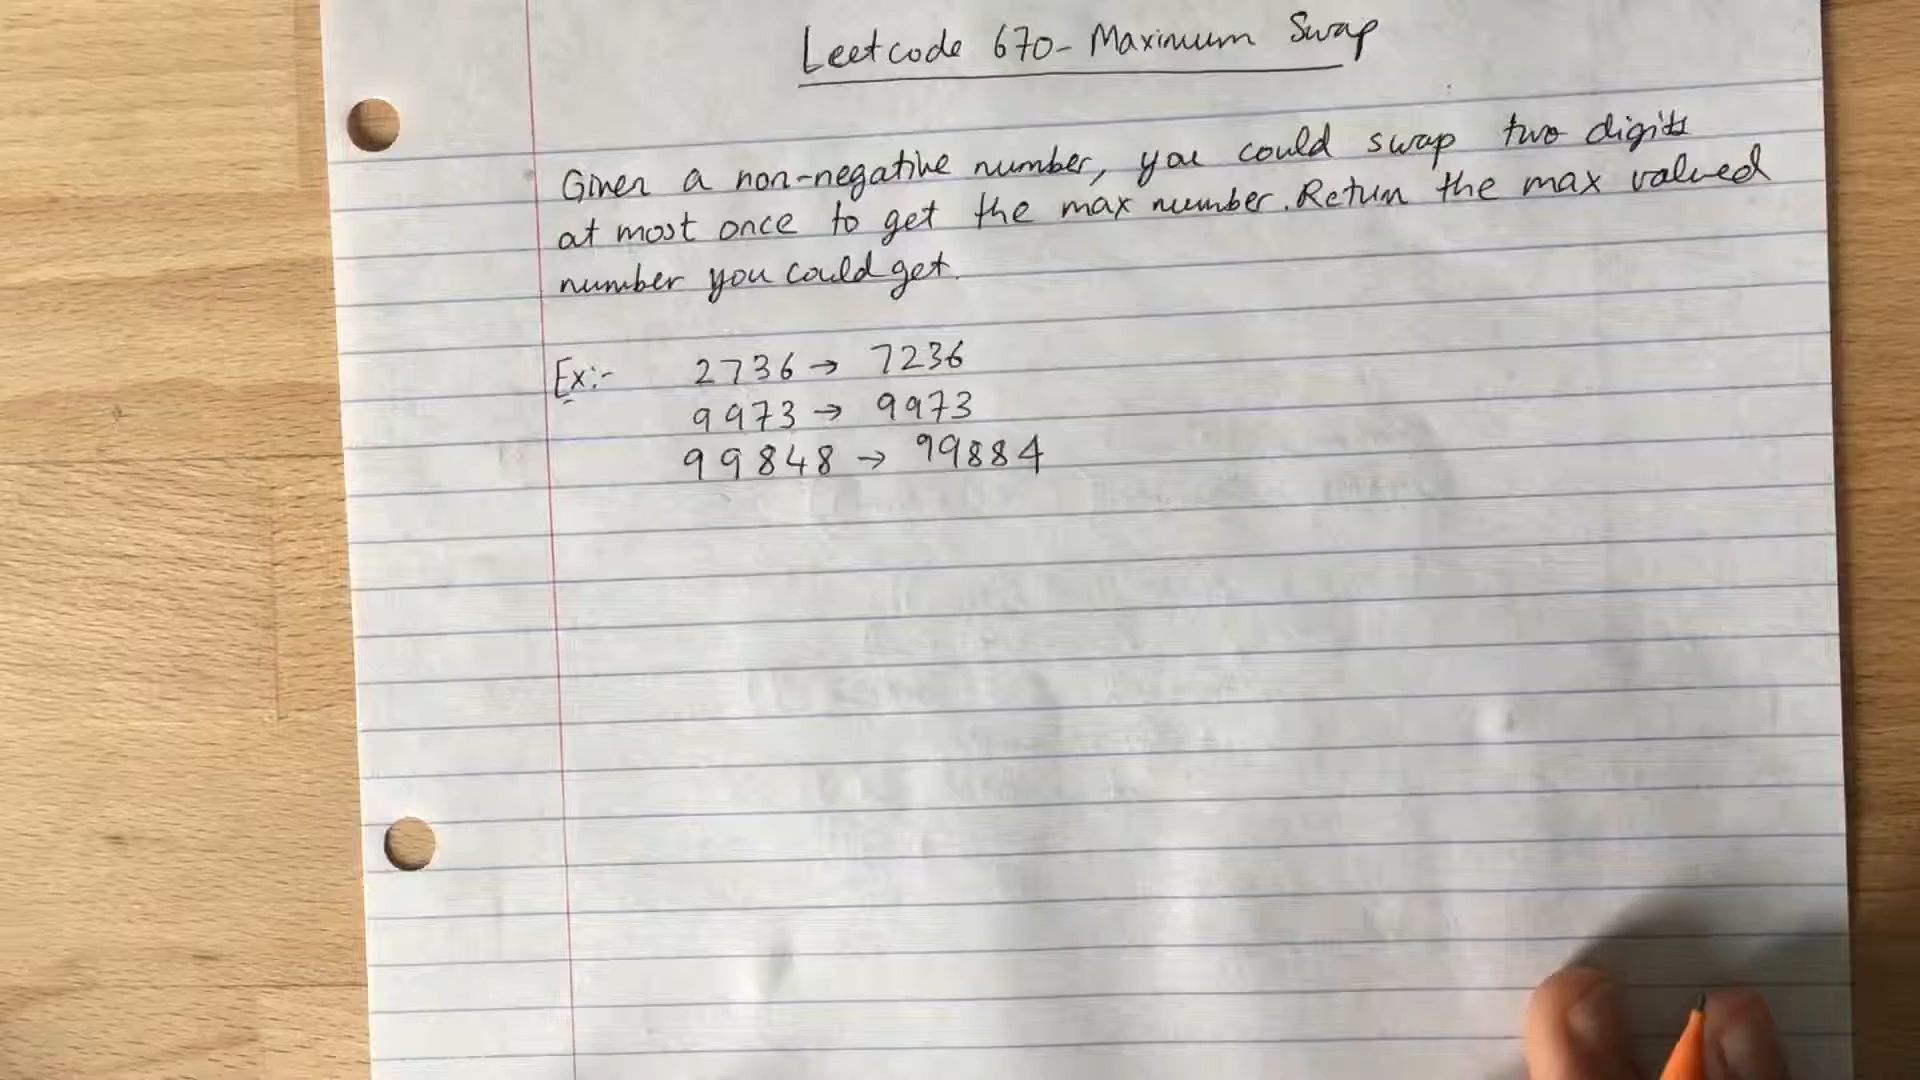 Leetcode 670 - Maximum Swap
Given a non-negative number, you could swap two digits
at most once to get the max number. Return the max valued
number you could get.
Ex:- 2736 → 7236
9973 → 9973
99848 → 99884